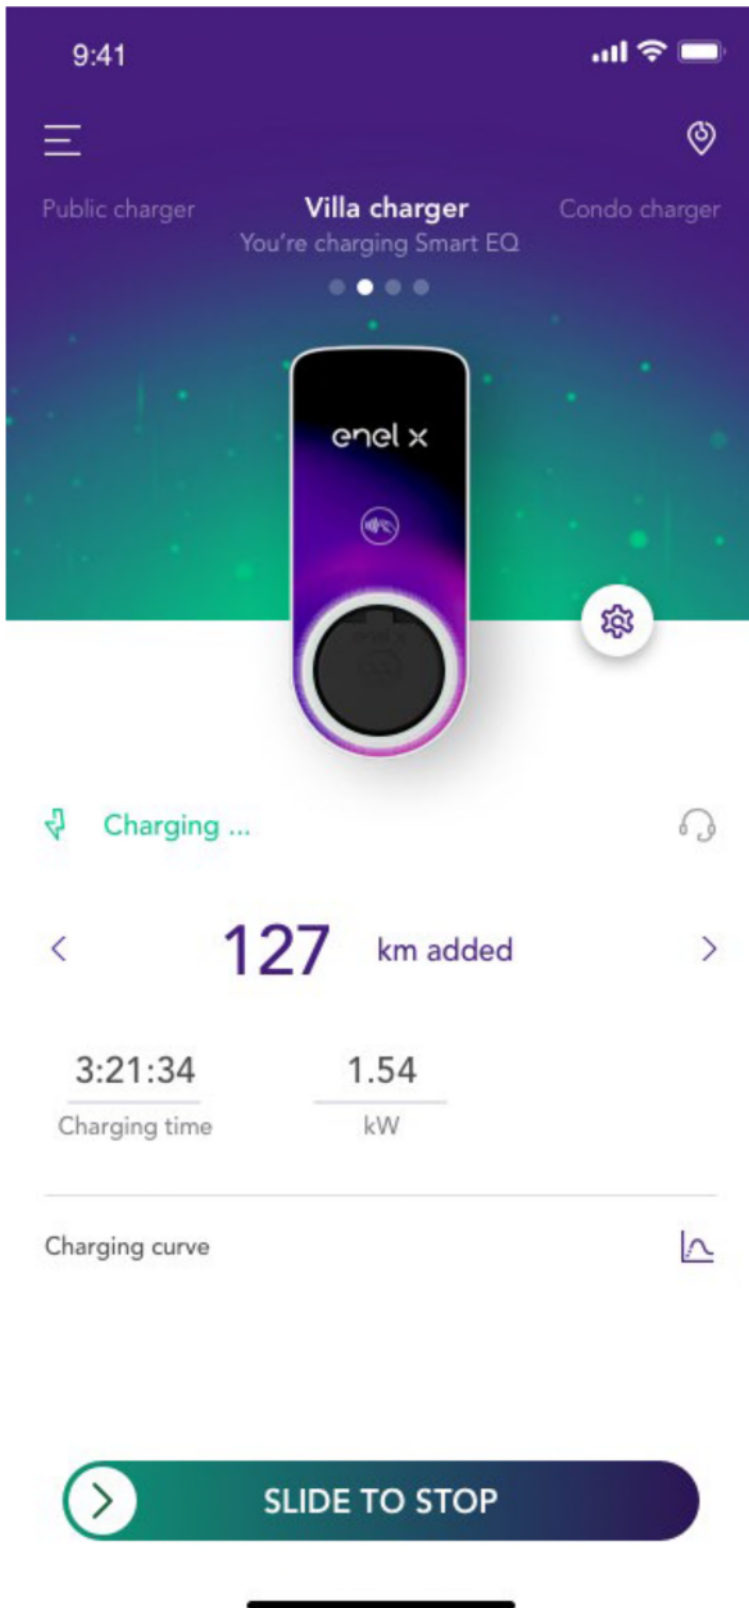 9:41
Public charger Villa charger Condo charger
You're charging Smart EQ
enel x
enel x
Charging ...
127 km added
3:21:34 1.54
Charging time kW
Charging curve
SLIDE TO STOP